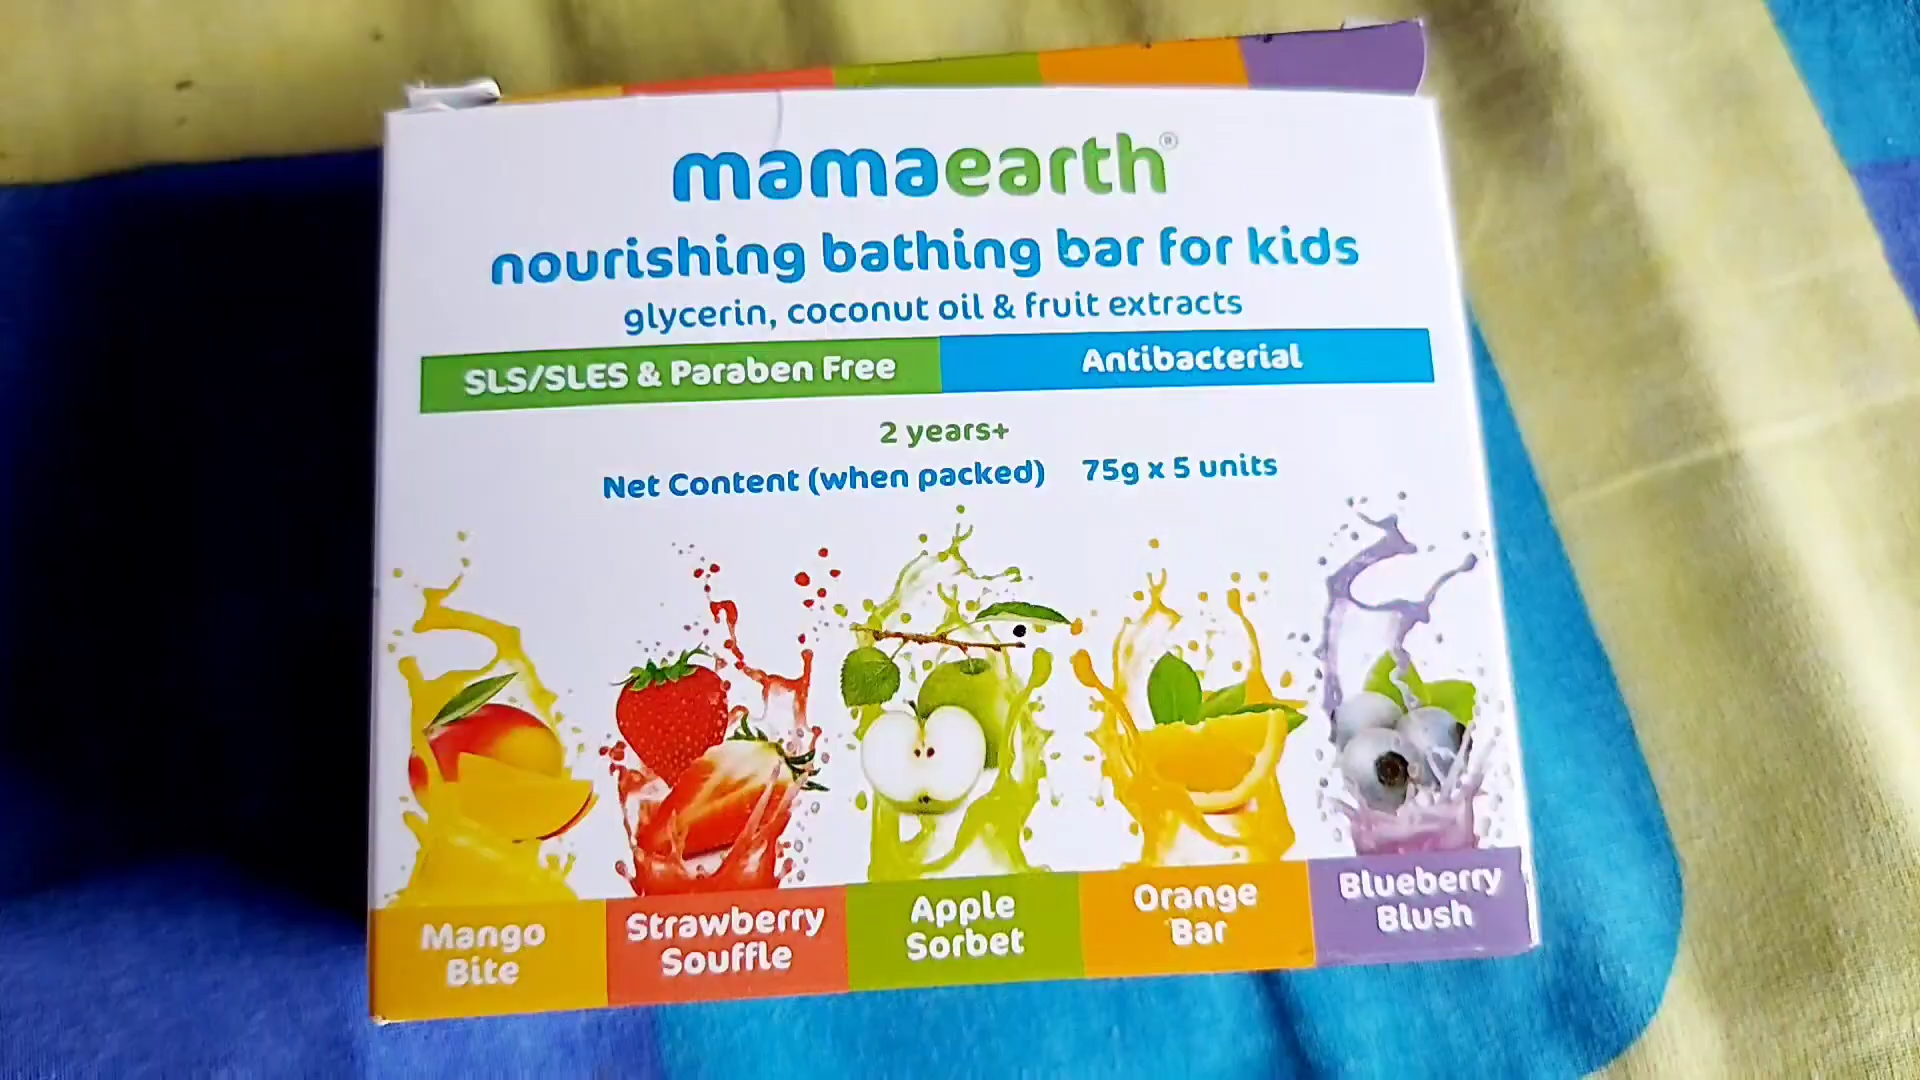 mamaearth®
nourishing bathing bar for kids
glycerin, coconut oil & fruit extracts
SLS/SLES & Paraben Free
Antibacterial
2 years+
Net Content (when packed) 75g x 5 units
Mango
Bite
Strawberry
Souffle
Apple
Sorbet
Orange
Bar
Blueberry
Blush